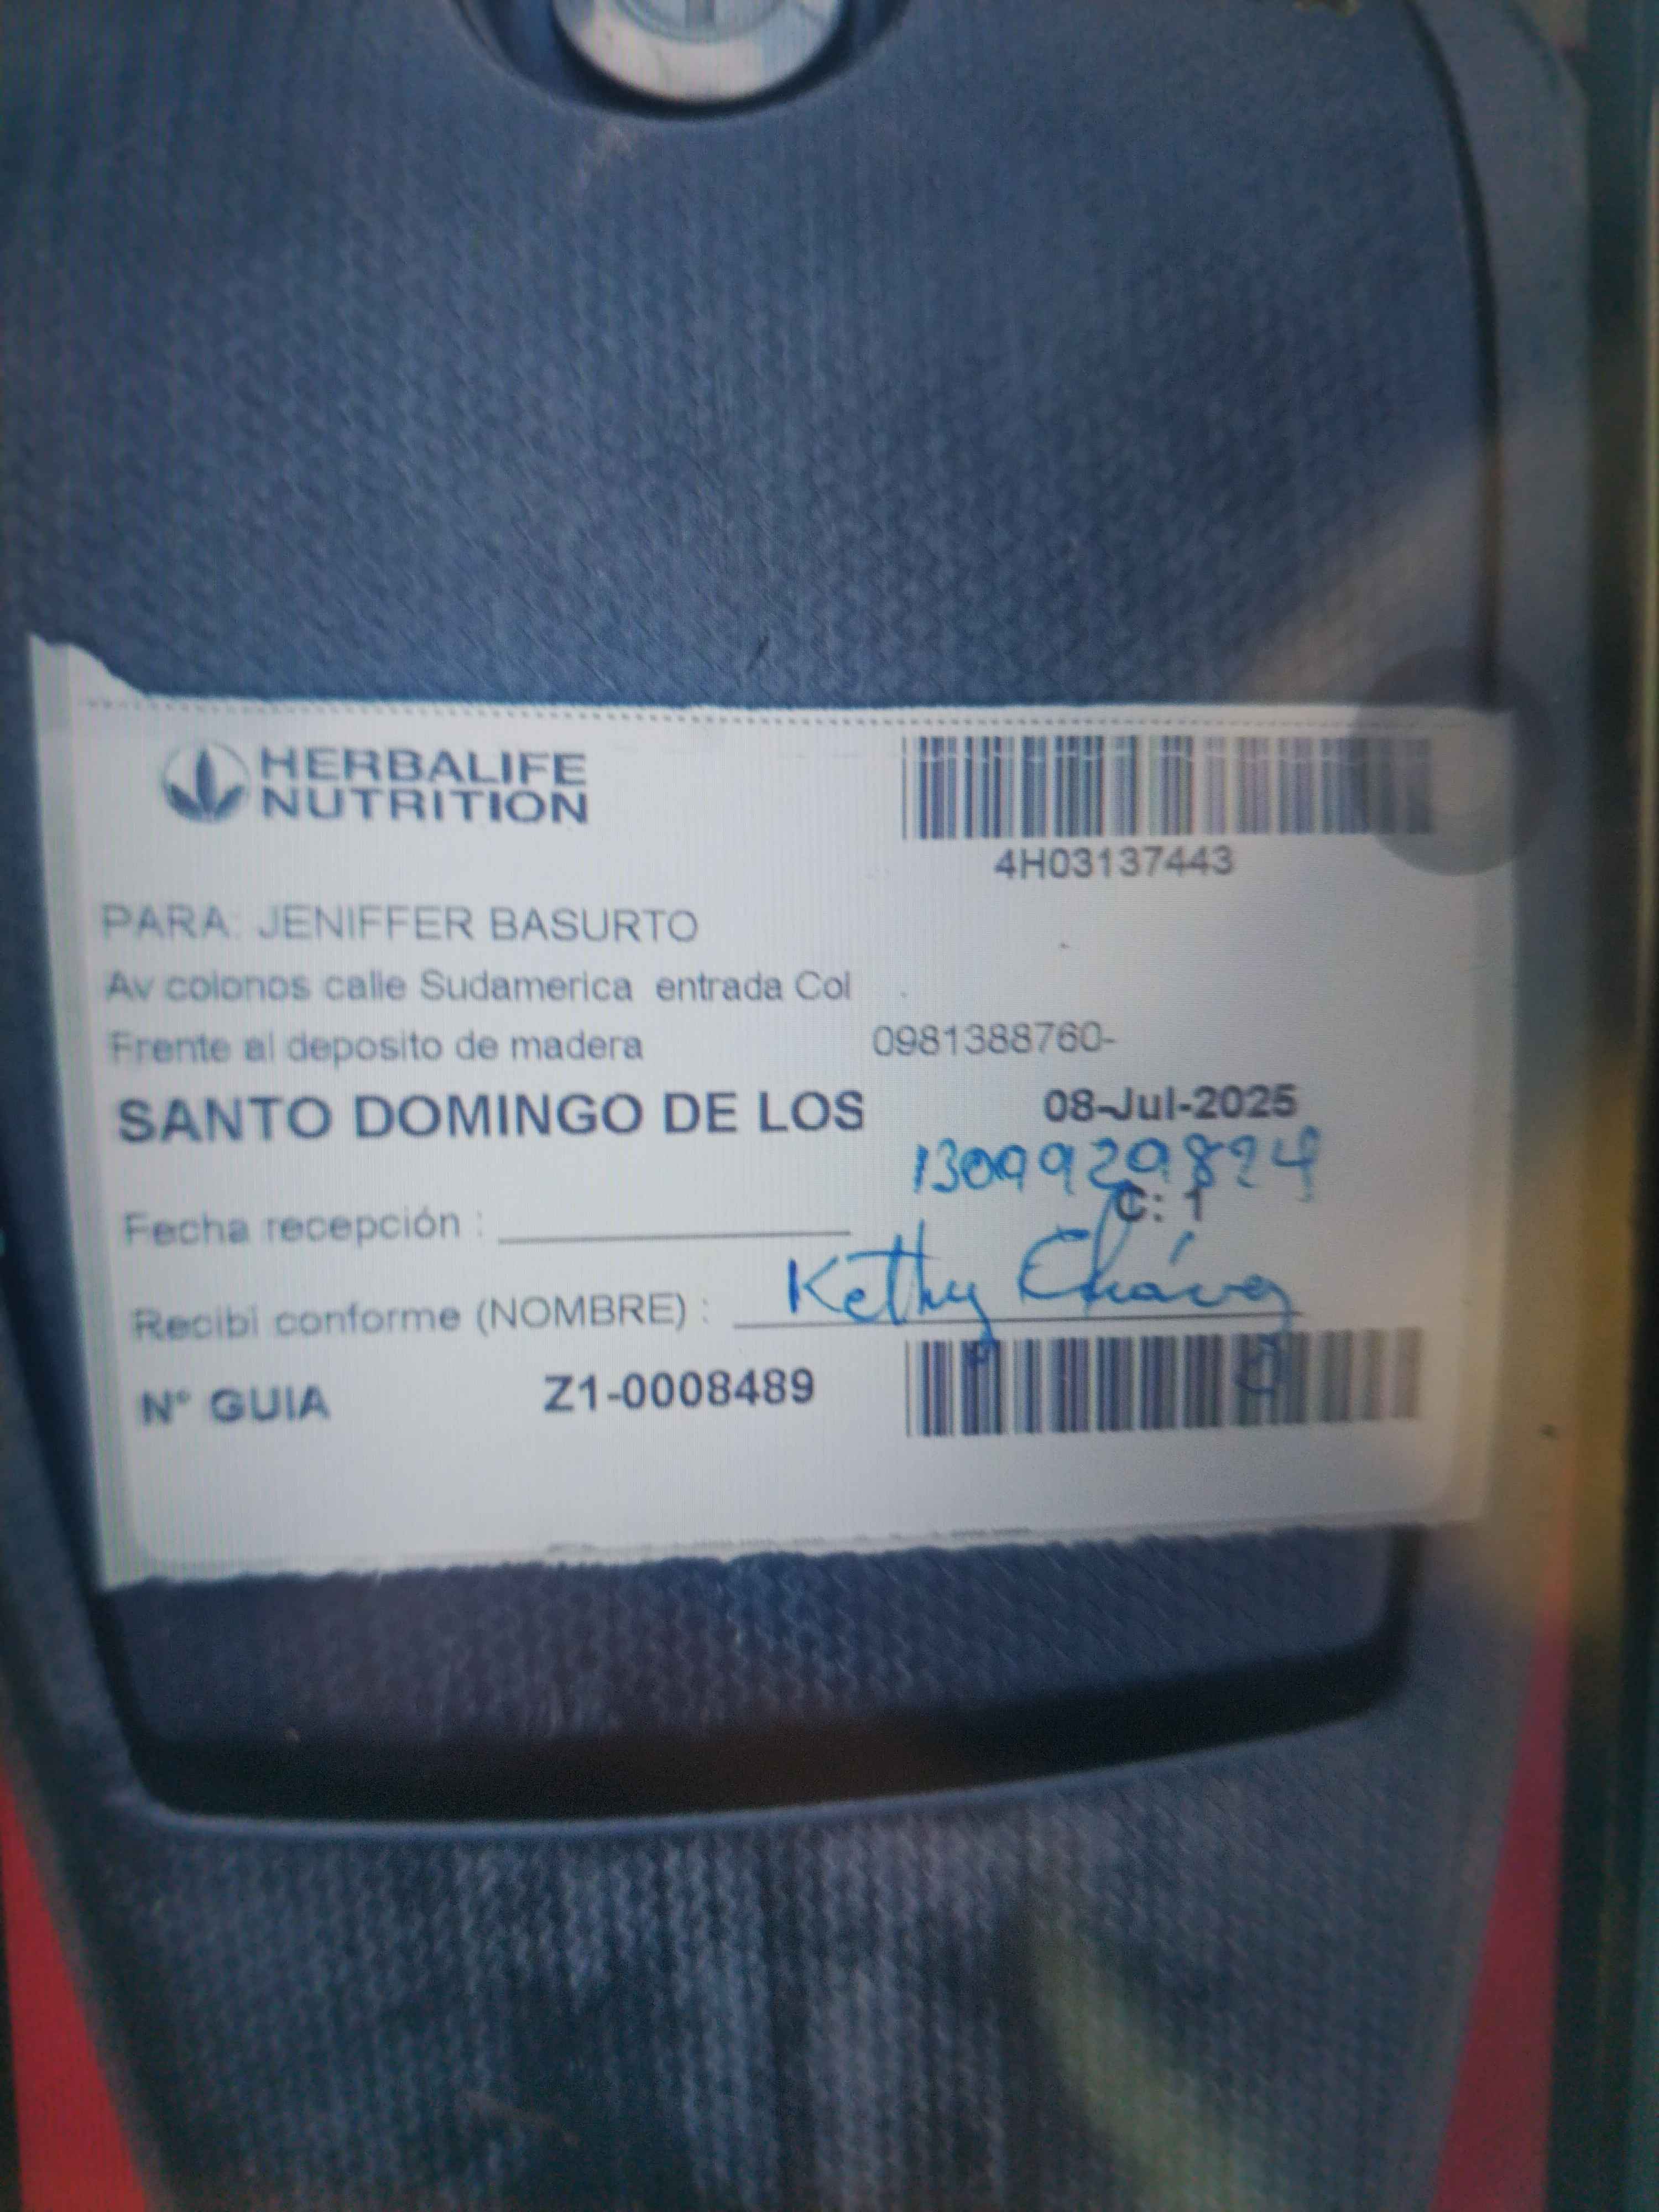 HERBALIFE
NUTRITION
4H03137443
PARA: JENIFFER BASURTO
Av colonos calle Sudamerica entrada Col
Frente al deposito de madera 0981388760-
SANTO DOMINGO DE LOS 08-Jul-2025
1309929824
C: 1
Fecha recepción :
Recibi conforme (NOMBRE) : Kethy Chávez
N° GUIA Z1-0008489